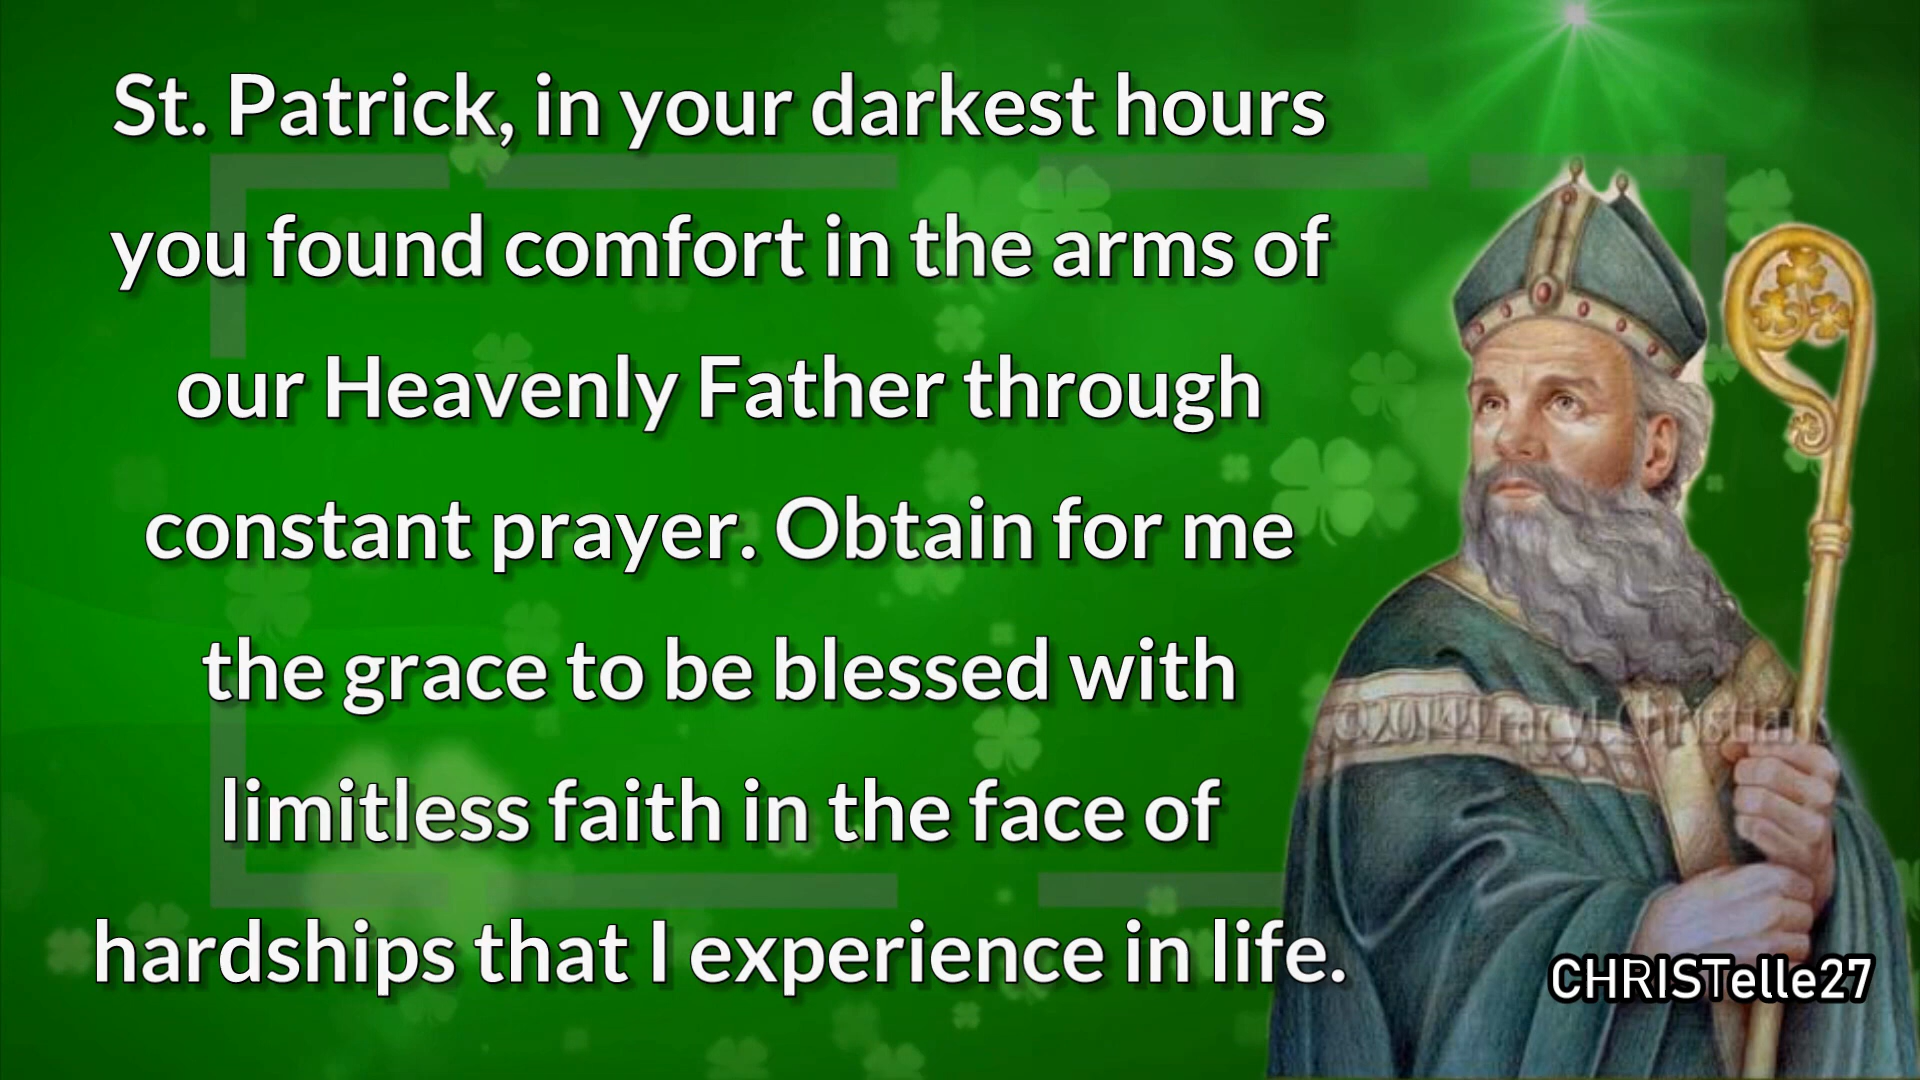 St. Patrick, in your darkest hours
you found comfort in the arms of
our Heavenly Father through
constant prayer. Obtain for me
the grace to be blessed with
limitless faith in the face of
hardships that I experience in life.
©2014TracyLChristian
CHRISTelle27